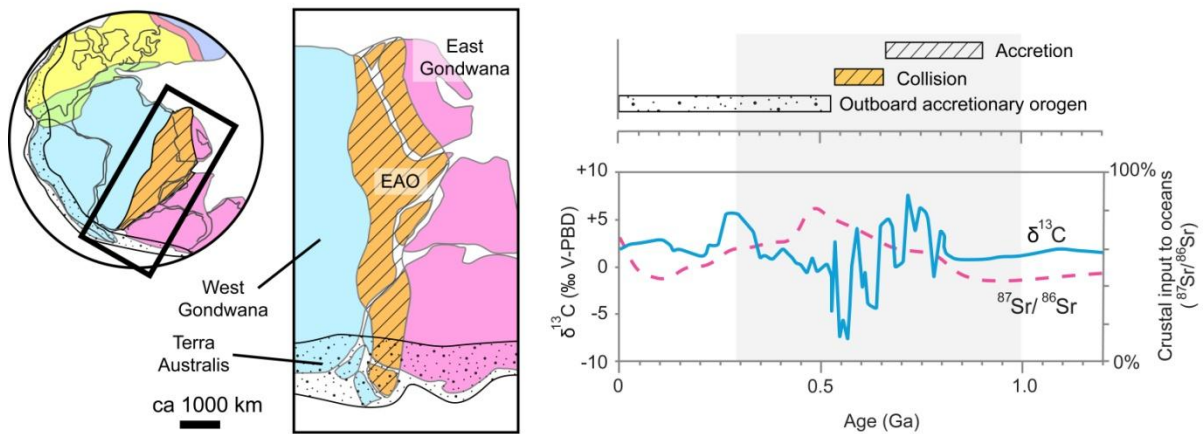 East
Gondwana
EAO
West
Gondwana
Terra
Australis
ca 1000 km
Accretion
Collision
Outboard accretionary orogen
+10
+5
0
-5
-10
δ¹³C (‰ V-PBD)
100%
0%
Crustal input to oceans
( ⁸⁷Sr/⁸⁶Sr)
δ¹³C
⁸⁷Sr/ ⁸⁶Sr
0 0.5 1.0
Age (Ga)